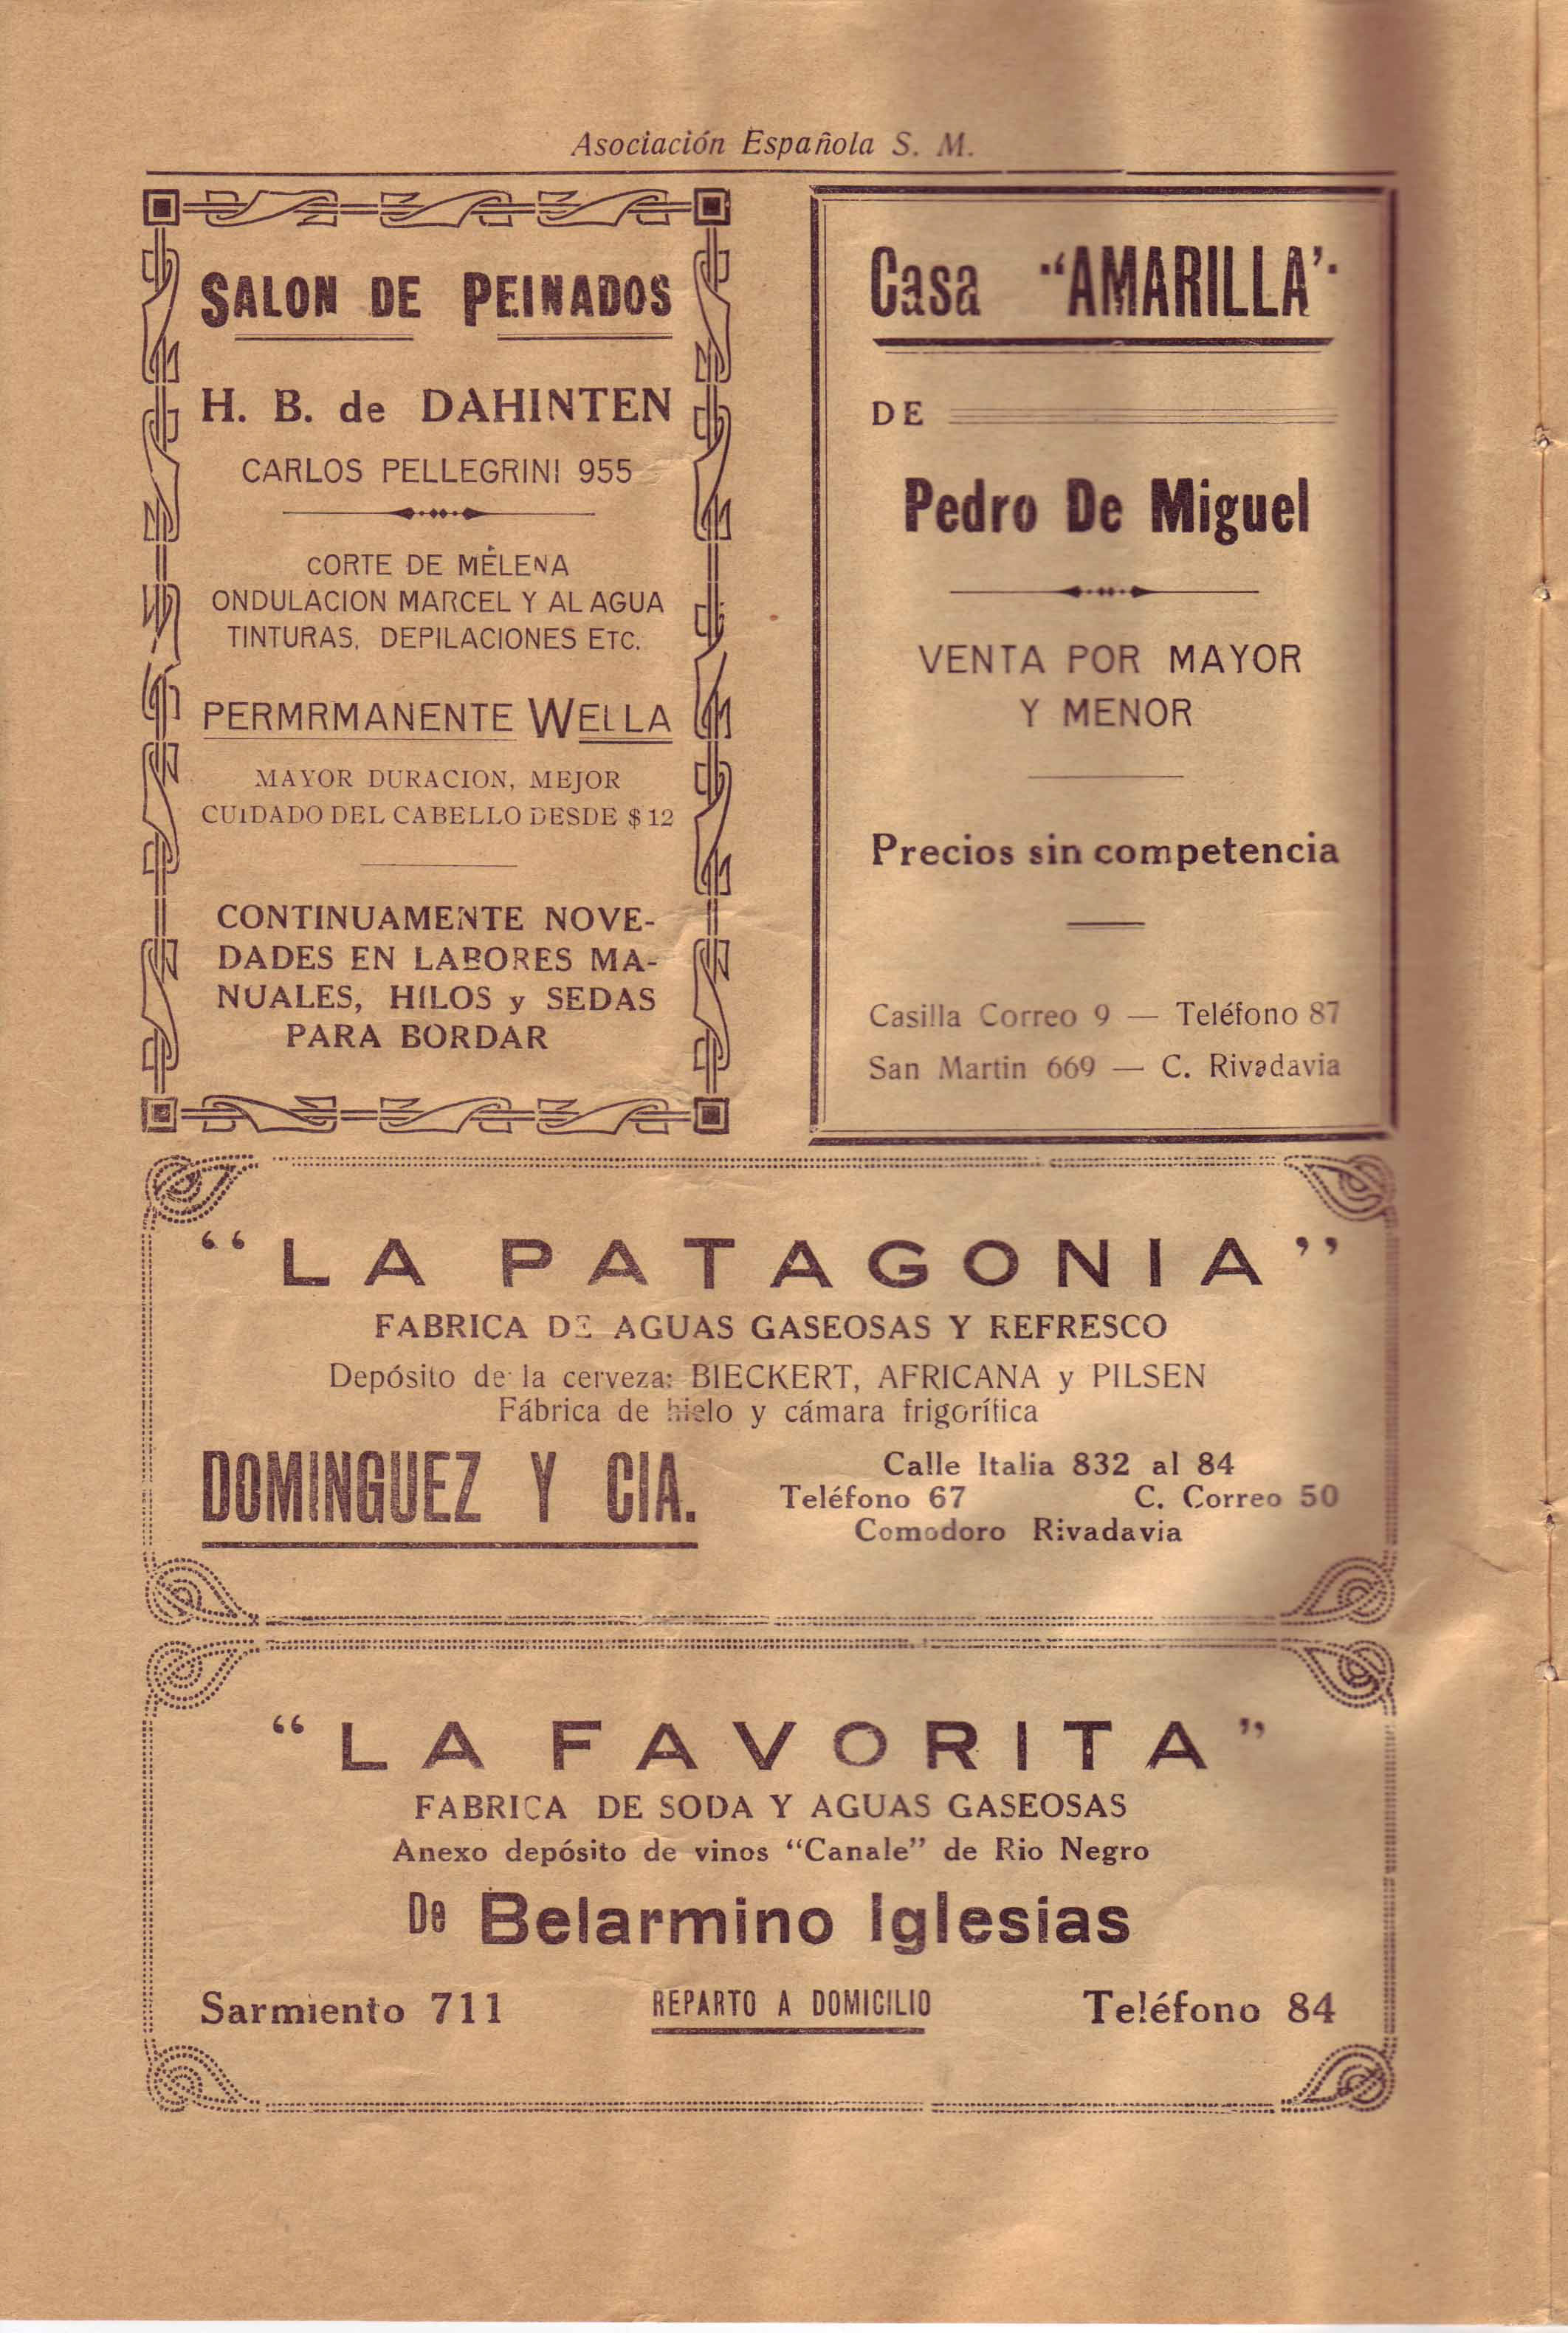 Asociación Española S. M.
SALON DE PEINADOS
H. B. de DAHINTEN
CARLOS PELLEGRINI 955
CORTE DE MÉLENA
ONDULACION MARCEL Y AL AGUA
TINTURAS, DEPILACIONES ETC.
PERMRMANENTE WELLA
MAYOR DURACION, MEJOR
CUIDADO DEL CABELLO DESDE $ 12
CONTINUAMENTE NOVE-
DADES EN LABORES MA-
NUALES, HILOS y SEDAS
PARA BORDAR
Casa "AMARILLA"
DE
Pedro De Miguel
VENTA POR MAYOR
Y MENOR
Precios sin competencia
Casilla Correo 9 — Teléfono 87
San Martin 669 — C. Rivadavia
"LA PATAGONIA"
FABRICA DE AGUAS GASEOSAS Y REFRESCO
Depósito de la cerveza: BIECKERT, AFRICANA y PILSEN
Fábrica de hielo y cámara frigorífica
DOMINGUEZ Y CIA.
Calle Italia 832 al 84
Teléfono 67 C. Correo 50
Comodoro Rivadavia
"LA FAVORITA"
FABRICA DE SODA Y AGUAS GASEOSAS
Anexo depósito de vinos "Canale" de Rio Negro
De Belarmino Iglesias
Sarmiento 711 REPARTO A DOMICILIO Teléfono 84